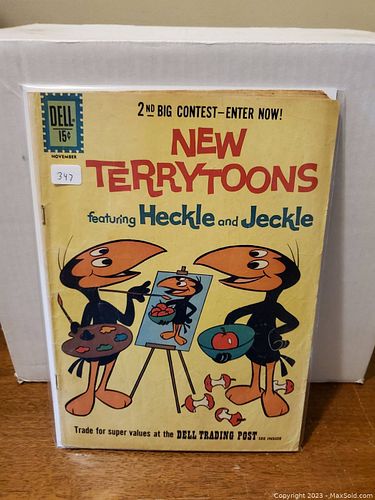 2ND BIG CONTEST—ENTER NOW!
DELL
15¢
NOVEMBER
NEW
TERRYTOONS
347
featuring Heckle and Jeckle
Trade for super values at the DELL TRADING POST SEE INSIDE
Copyright 2023 - MaxSold.com